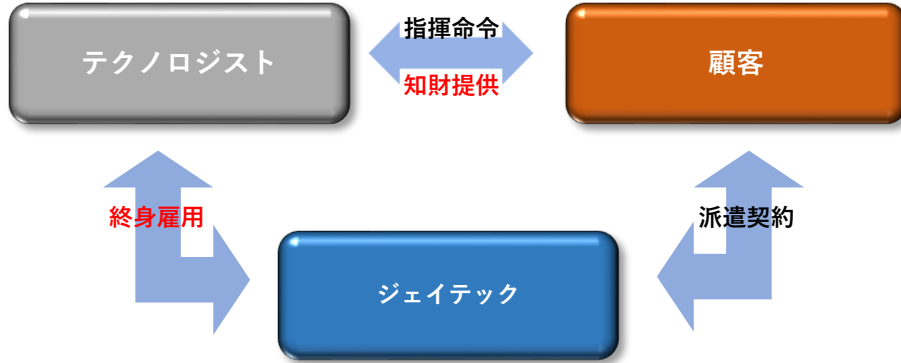 テクノロジスト
指揮命令
知財提供
顧客
終身雇用
派遣契約
ジェイテック